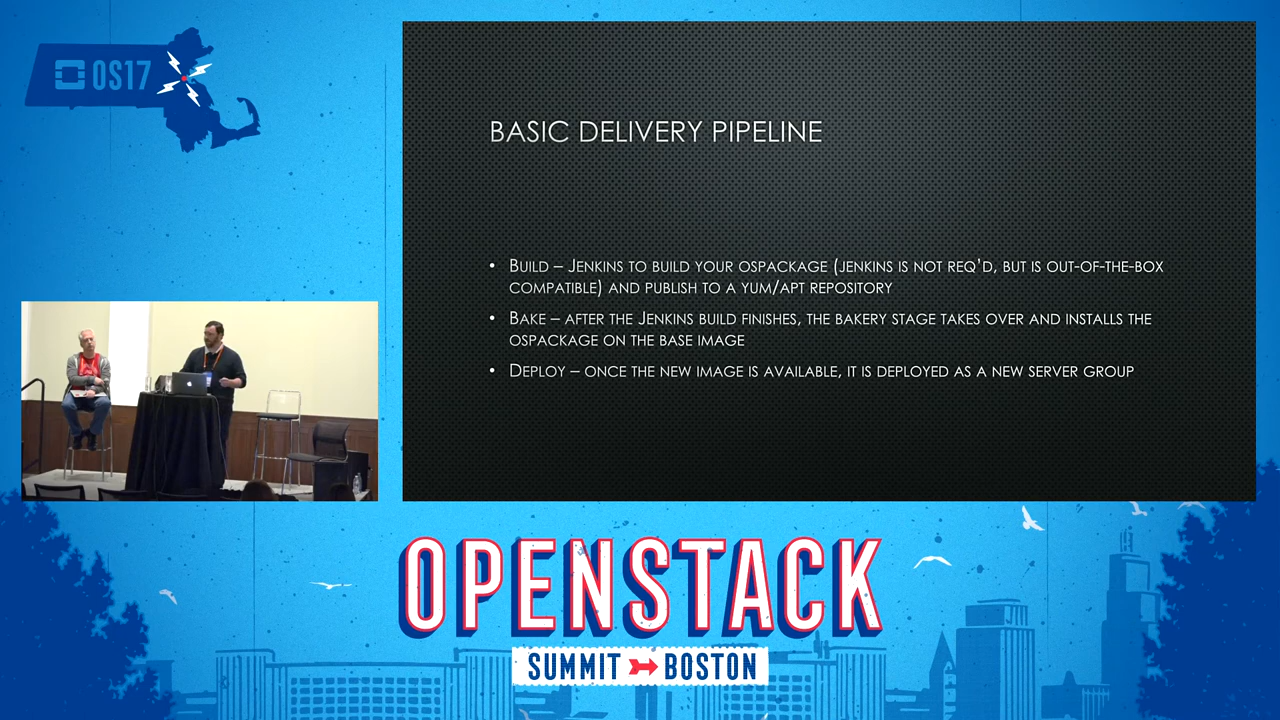 OS17
BASIC DELIVERY PIPELINE
• BUILD – JENKINS TO BUILD YOUR OSPACKAGE (JENKINS IS NOT REQ'D, BUT IS OUT-OF-THE-BOX
COMPATIBLE) AND PUBLISH TO A YUM/APT REPOSITORY
• BAKE – AFTER THE JENKINS BUILD FINISHES, THE BAKERY STAGE TAKES OVER AND INSTALLS THE
OSPACKAGE ON THE BASE IMAGE
• DEPLOY – ONCE THE NEW IMAGE IS AVAILABLE, IT IS DEPLOYED AS A NEW SERVER GROUP
OPENSTACK
SUMMIT BOSTON